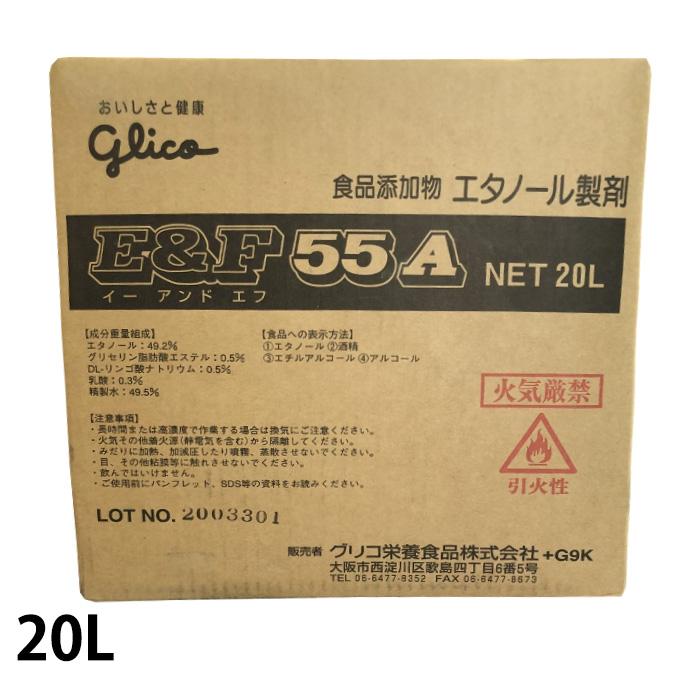 おいしさと健康
glico
食品添加物 エタノール製剤
E&F 55A NET 20L
イー アンド エフ
【成分重量組成】
エタノール：49.2%
グリセリン脂肪酸エステル：0.5%
DL-リンゴ酸ナトリウム：0.5%
乳酸：0.3%
精製水：49.5%
【食品への表示方法】
①エタノール ②酒精
③エチルアルコール ④アルコール
火気厳禁
引火性
【注意事項】
・長時間または高濃度で作業する場合は換気にご注意ください。
・火気その他着火源(静電気を含む)から隔離してください。
・みだりに加熱、加減圧したり噴霧、蒸散させないでください。
・目、その他粘膜等に触れさせないでください。
・飲んではいけません。
・ご使用前にパンフレット、SDS等の資料をお読みください。
LOT NO. 2003301
販売者 グリコ栄養食品株式会社 +G9K
大阪市西淀川区歌島四丁目6番5号
TEL 06-6477-8352 FAX 06-6477-8673
20L